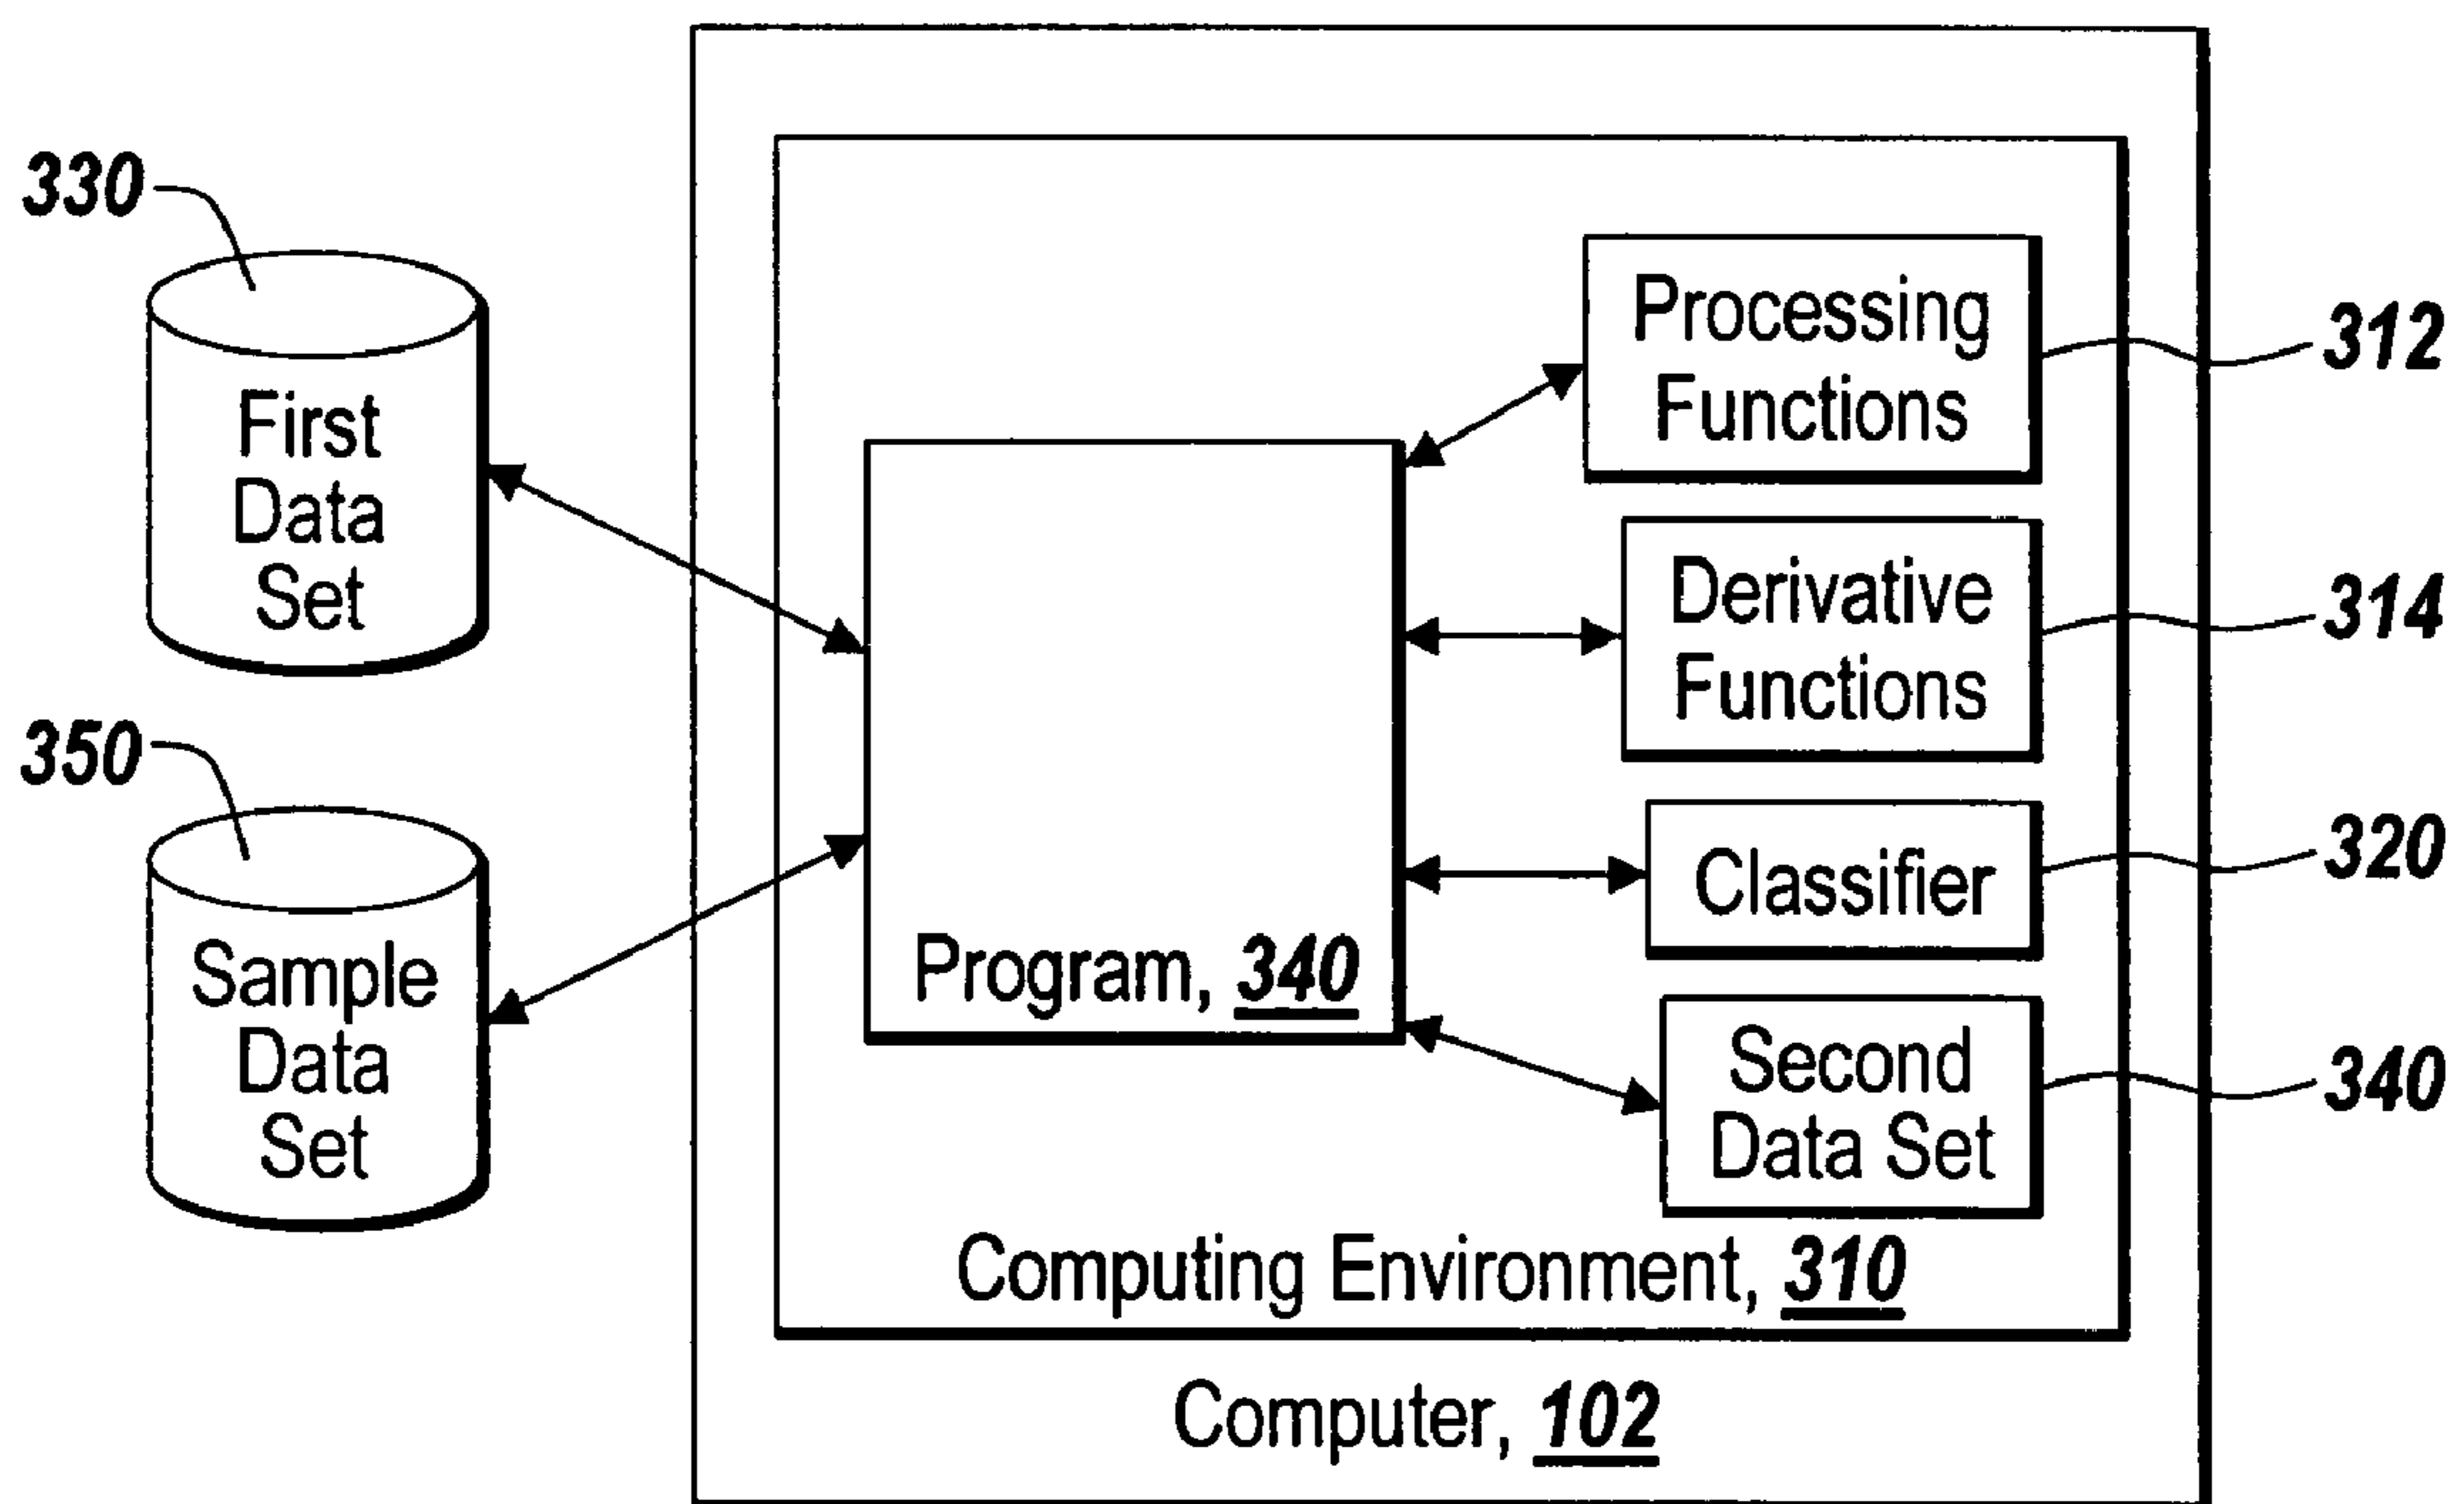 330
First
Data
Set
350
Sample
Data
Set
Processing
Functions
312
Derivative
Functions
314
Classifier
320
Second
Data Set
340
Program, 340
Computing Environment, 310
Computer, 102